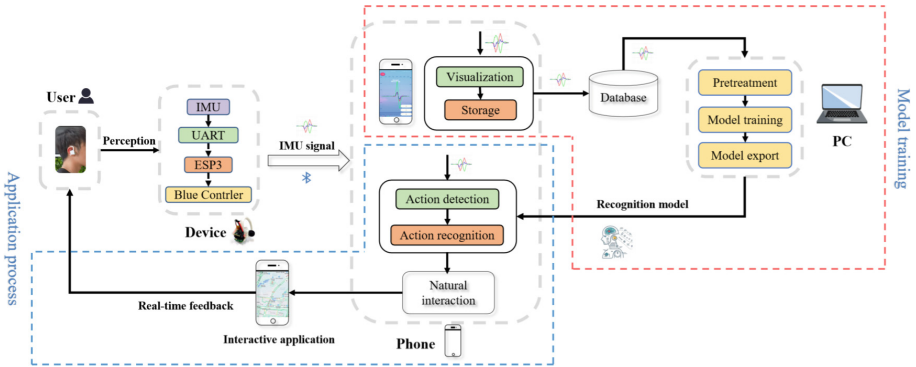 User
Perception
IMU
UART
ESP3
Blue Contrler
Device
IMU signal
Visualization
Storage
Database
Pretreatment
Model training
Model export
PC
Model training
Recognition model
Action detection
Action recognition
Natural
interaction
Phone
Interactive application
Real-time feedback
Application process